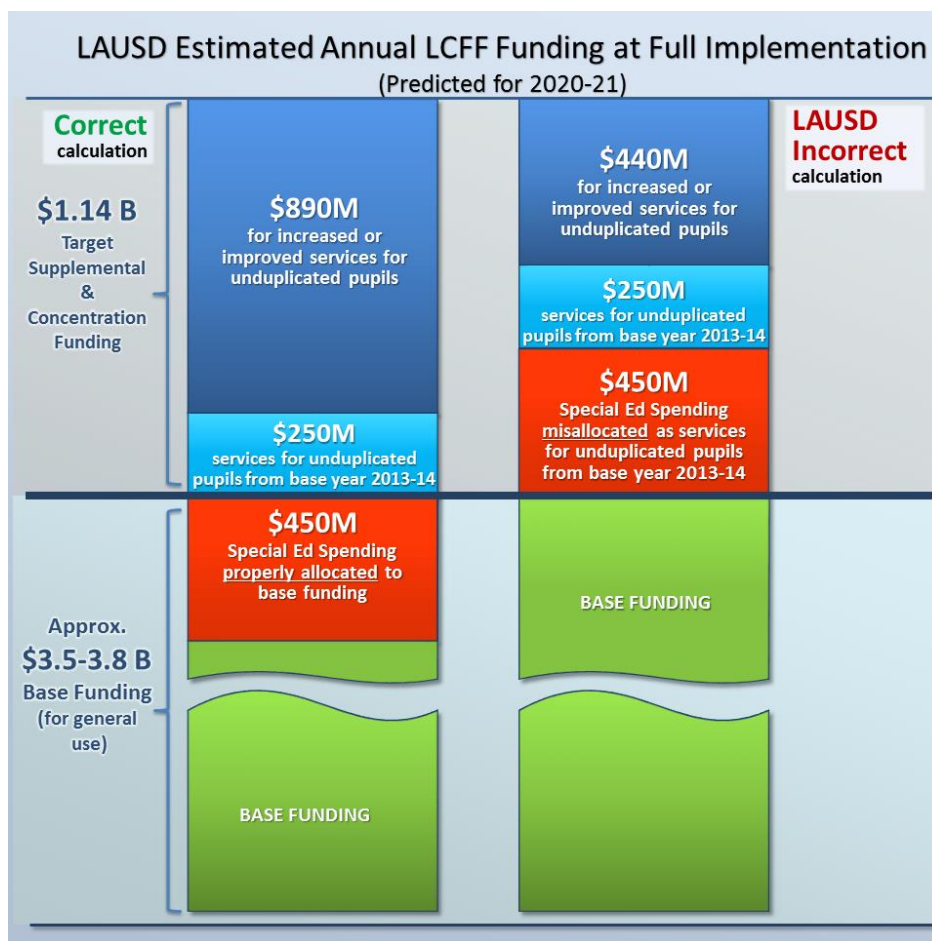 LAUSD Estimated Annual LCFF Funding at Full Implementation
(Predicted for 2020-21)
Correct
calculation
$1.14 B
Target
Supplemental
&
Concentration
Funding
$890M
for increased or
improved services for
unduplicated pupils
$250M
services for unduplicated
pupils from base year 2013-14
$440M
for increased or
improved services for
unduplicated pupils
$250M
services for unduplicated
pupils from base year 2013-14
$450M
Special Ed Spending
misallocated as services
for unduplicated pupils
from base year 2013-14
LAUSD
Incorrect
calculation
Approx.
$3.5-3.8 B
Base Funding
(for general
use)
$450M
Special Ed Spending
properly allocated to
base funding
BASE FUNDING
BASE FUNDING